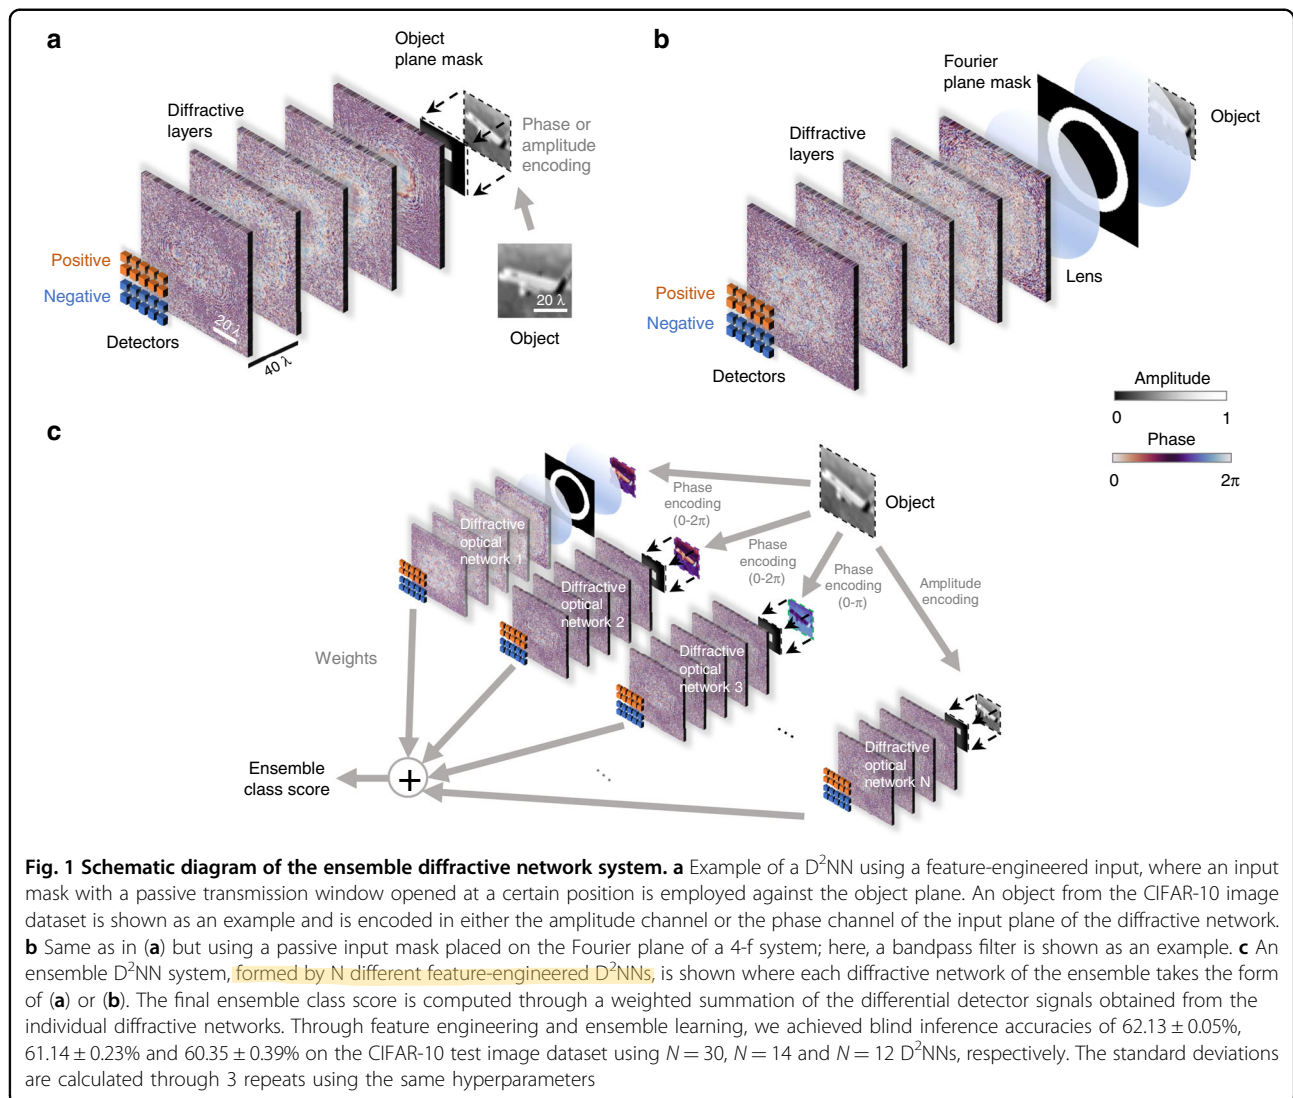 a
Object
plane mask
Diffractive
layers
Phase or
amplitude
encoding
Positive
Negative
Detectors
20 λ
40 λ
20 λ
Object
b
Fourier
plane mask
Object
Diffractive
layers
Lens
Positive
Negative
Detectors
Amplitude
0 1
Phase
0 2π
c
Phase
encoding
(0-2π)
Object
Diffractive
optical
network 1
Phase
encoding
(0-2π)
Phase
encoding
(0-π)
Amplitude
encoding
Diffractive
optical
network 2
Diffractive
optical
network 3
Weights
...
Diffractive
optical
network N
...
Ensemble
class score
+
Fig. 1 Schematic diagram of the ensemble diffractive network system. a Example of a D²NN using a feature-engineered input, where an input
mask with a passive transmission window opened at a certain position is employed against the object plane. An object from the CIFAR-10 image
dataset is shown as an example and is encoded in either the amplitude channel or the phase channel of the input plane of the diffractive network.
b Same as in (a) but using a passive input mask placed on the Fourier plane of a 4-f system; here, a bandpass filter is shown as an example. c An
ensemble D²NN system, formed by N different feature-engineered D²NNs, is shown where each diffractive network of the ensemble takes the form
of (a) or (b). The final ensemble class score is computed through a weighted summation of the differential detector signals obtained from the
individual diffractive networks. Through feature engineering and ensemble learning, we achieved blind inference accuracies of 62.13 ± 0.05%,
61.14 ± 0.23% and 60.35 ± 0.39% on the CIFAR-10 test image dataset using N = 30, N = 14 and N = 12 D²NNs, respectively. The standard deviations
are calculated through 3 repeats using the same hyperparameters